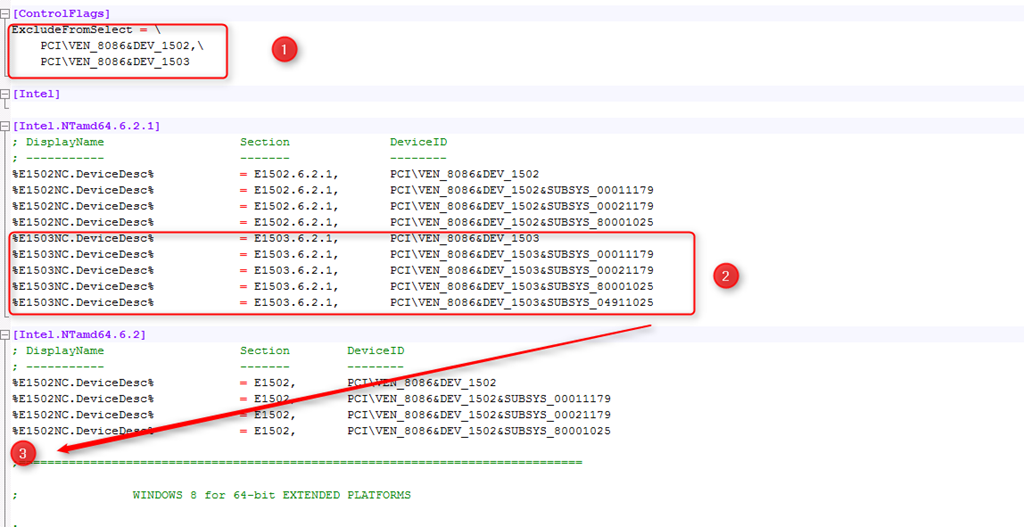 [ControlFlags]
ExcludeFromSelect = \
PCI\VEN_8086&DEV_1502,\
PCI\VEN_8086&DEV_1503
1
[Intel]
[Intel.NTamd64.6.2.1]
; DisplayName Section DeviceID
; ----------- ------- --------
%E1502NC.DeviceDesc% = E1502.6.2.1, PCI\VEN_8086&DEV_1502
%E1502NC.DeviceDesc% = E1502.6.2.1, PCI\VEN_8086&DEV_1502&SUBSYS_00011179
%E1502NC.DeviceDesc% = E1502.6.2.1, PCI\VEN_8086&DEV_1502&SUBSYS_00021179
%E1502NC.DeviceDesc% = E1502.6.2.1, PCI\VEN_8086&DEV_1502&SUBSYS_80001025
%E1503NC.DeviceDesc% = E1503.6.2.1, PCI\VEN_8086&DEV_1503
%E1503NC.DeviceDesc% = E1503.6.2.1, PCI\VEN_8086&DEV_1503&SUBSYS_00011179
%E1503NC.DeviceDesc% = E1503.6.2.1, PCI\VEN_8086&DEV_1503&SUBSYS_00021179
%E1503NC.DeviceDesc% = E1503.6.2.1, PCI\VEN_8086&DEV_1503&SUBSYS_80001025
%E1503NC.DeviceDesc% = E1503.6.2.1, PCI\VEN_8086&DEV_1503&SUBSYS_04911025
2
[Intel.NTamd64.6.2]
; DisplayName Section DeviceID
; ----------- ------- --------
%E1502NC.DeviceDesc% = E1502, PCI\VEN_8086&DEV_1502
%E1502NC.DeviceDesc% = E1502, PCI\VEN_8086&DEV_1502&SUBSYS_00011179
%E1502NC.DeviceDesc% = E1502, PCI\VEN_8086&DEV_1502&SUBSYS_00021179
%E1502NC.DeviceDesc% = E1502, PCI\VEN_8086&DEV_1502&SUBSYS_80001025
3
;==============================================================================
; WINDOWS 8 for 64-bit EXTENDED PLATFORMS
;